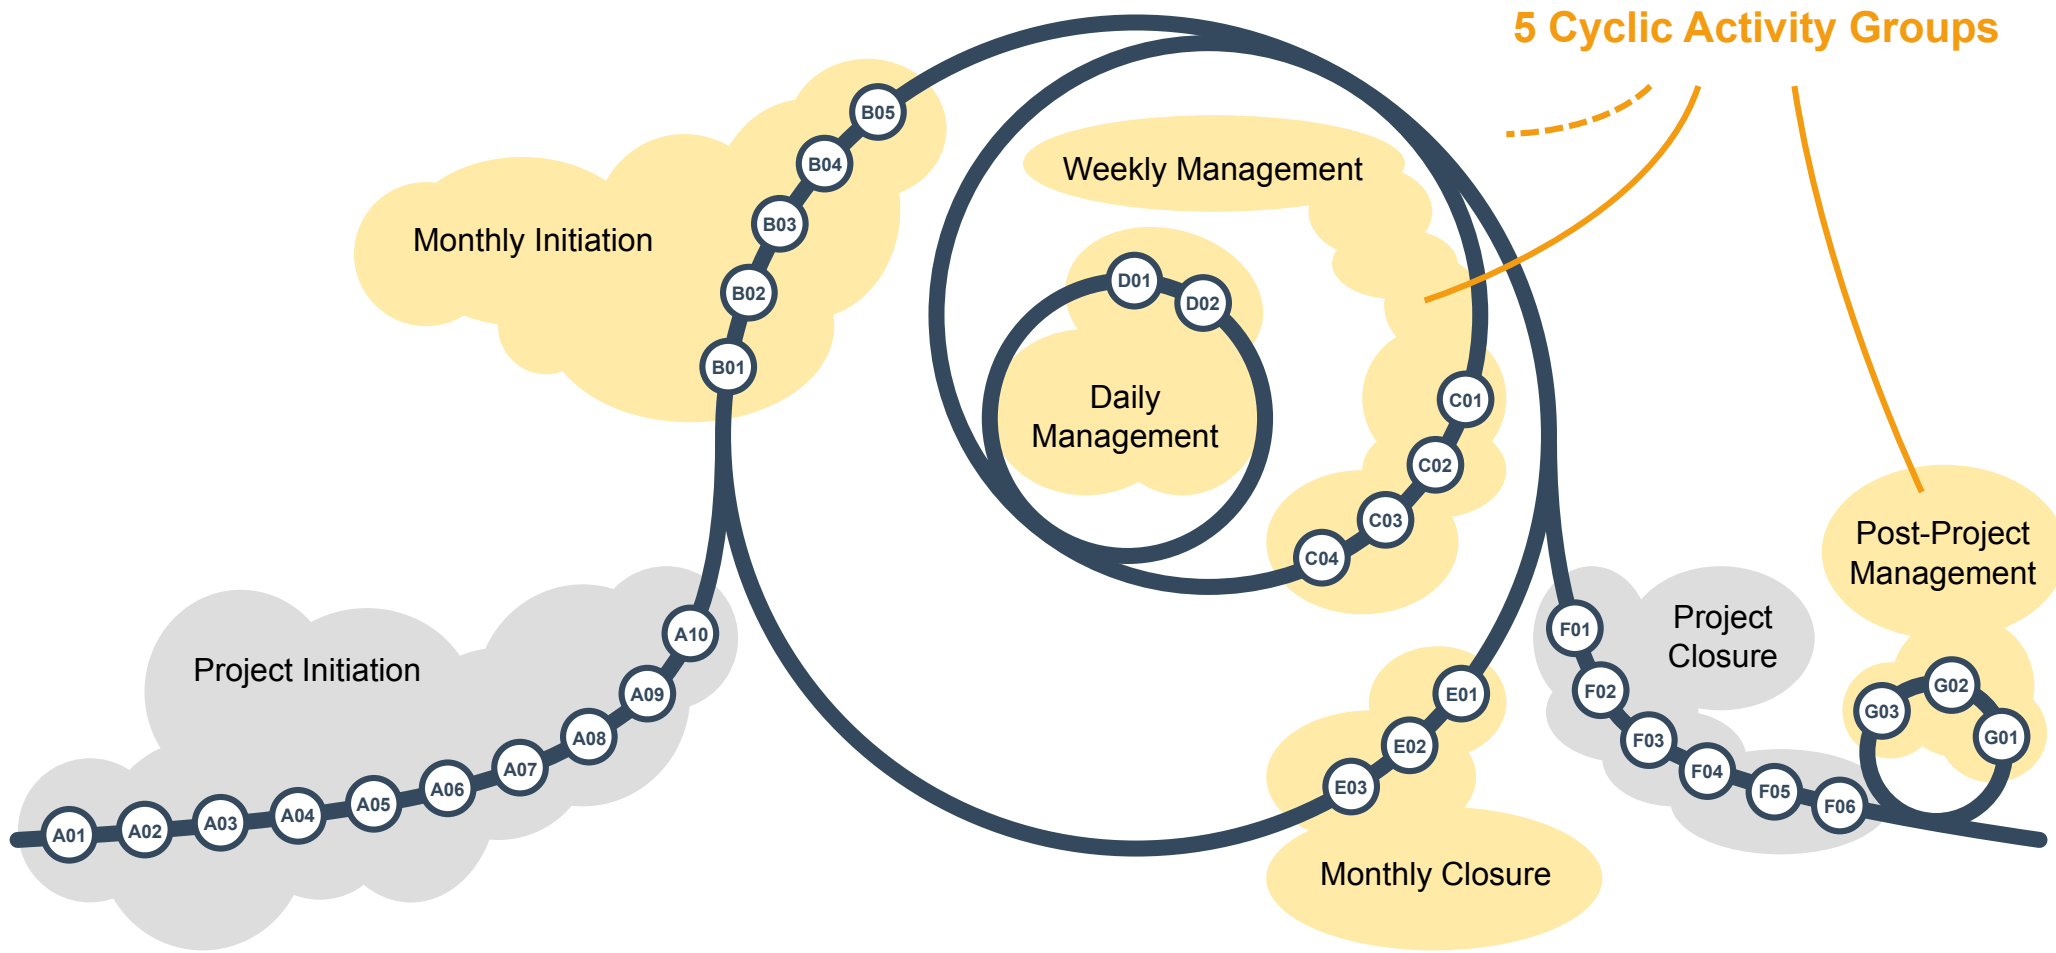 5 Cyclic Activity Groups
Monthly Initiation
B05
B04
B03
B02
B01
Weekly Management
D01
D02
Daily
Management
C01
C02
C03
C04
Project Initiation
A01
A02
A03
A04
A05
A06
A07
A08
A09
A10
E01
E02
E03
Monthly Closure
Project
Closure
F01
F02
F03
F04
F05
F06
Post-Project
Management
G03
G02
G01